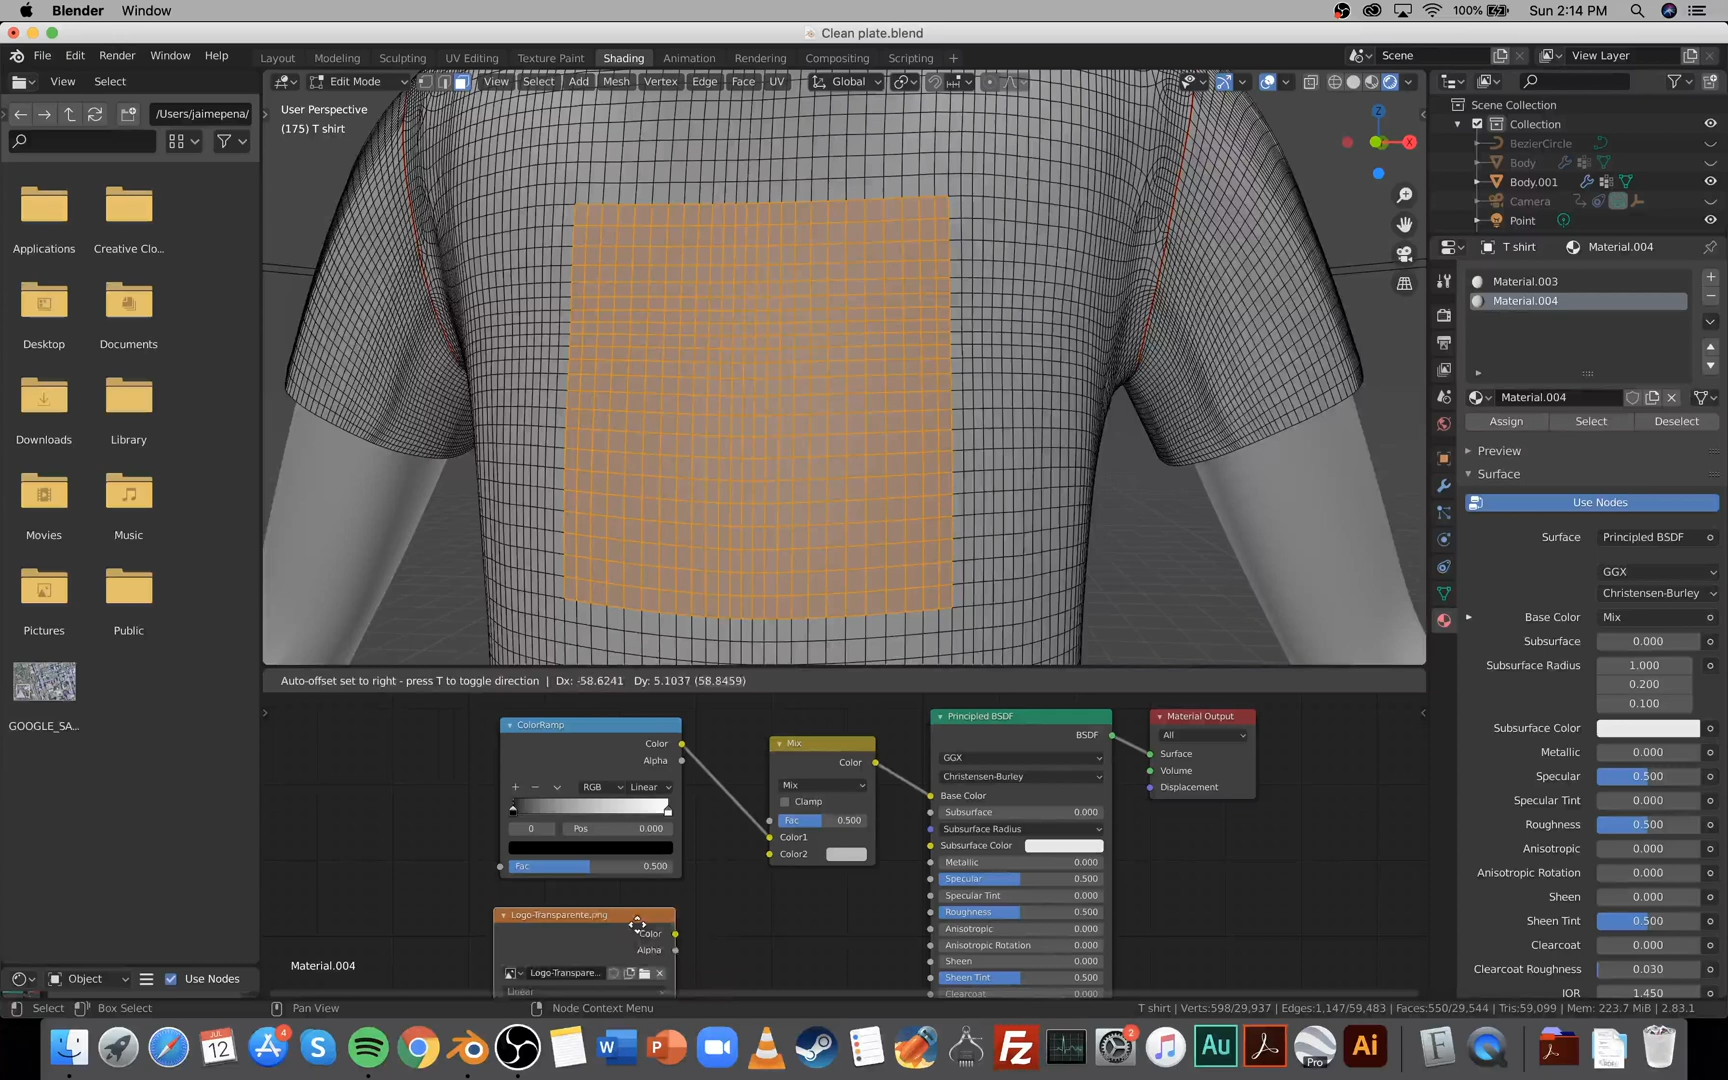 Blender
Window
100%
Sun 2:14 PM
Clean plate.blend
File
Edit
Render
Window
Help
Layout
Modeling
Sculpting
UV Editing
Texture Paint
Shading
Animation
Rendering
Compositing
Scripting
Scene
View Layer
View
Select
Edit Mode
View
Select
Add
Mesh
Vertex
Edge
Face
UV
Global
/Users/jaimepena/
User Perspective
(175) T shirt
Z
X
Scene Collection
Collection
BezierCircle
Body
Body.001
Camera
Point
T shirt
Material.004
Material.003
Material.004
Material.004
Assign
Select
Deselect
Preview
Surface
Use Nodes
Surface
Principled BSDF
GGX
Christensen-Burley
Base Color
Mix
Subsurface
0.000
Subsurface Radius
1.000
0.200
0.100
Subsurface Color
Metallic
0.000
Specular
0.500
Specular Tint
0.000
Roughness
0.500
Anisotropic
0.000
Anisotropic Rotation
0.000
Sheen
0.000
Sheen Tint
0.500
Clearcoat
0.000
Clearcoat Roughness
0.030
IOR
1.450
Applications
Creative Clo...
Desktop
Documents
Downloads
Library
Movies
Music
Pictures
Public
GOOGLE_SA...
Auto-offset set to right - press T to toggle direction | Dx: -58.6241 Dy: 5.1037 (58.8459)
ColorRamp
Color
Alpha
RGB
Linear
0
Pos
0.000
Fac
0.500
Logo-Transparente.png
Color
Alpha
Logo-Transpare...
Linear
Mix
Color
Mix
Clamp
Fac
0.500
Color1
Color2
Principled BSDF
BSDF
GGX
Christensen-Burley
Base Color
Subsurface
0.000
Subsurface Radius
Subsurface Color
Metallic
0.000
Specular
0.500
Specular Tint
0.000
Roughness
0.500
Anisotropic
0.000
Anisotropic Rotation
0.000
Sheen
0.000
Sheen Tint
0.500
Clearcoat
0.000
Material Output
All
Surface
Volume
Displacement
Material.004
Object
Use Nodes
Select
Box Select
Pan View
Node Context Menu
T shirt | Verts:598/29,937 | Edges:1,147/59,483 | Faces:550/29,544 | Tris:59,099 | Mem: 223.7 MiB | 2.83.1
JUL
12
4
S
W
P
Fz
2
Pro
Au
Ai
F